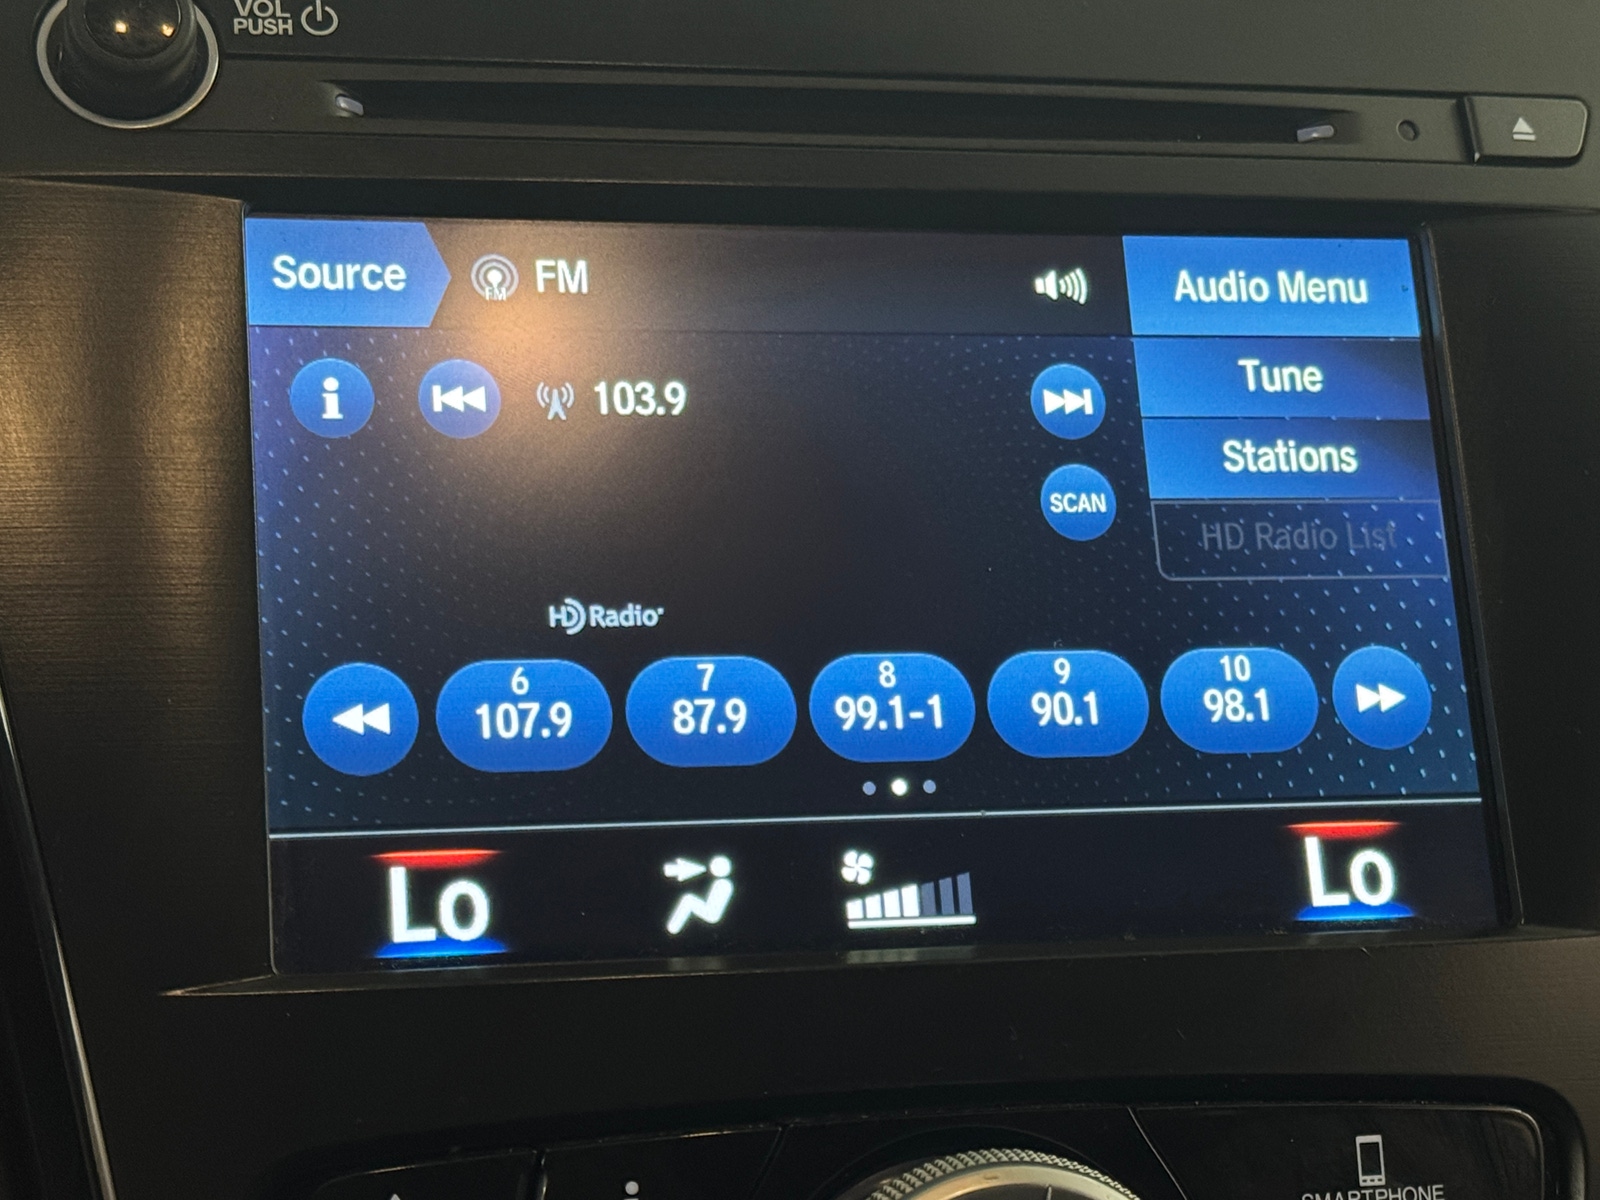 VOL
PUSH
Source
FM
FM
Audio Menu
103.9
Tune
Stations
SCAN
HD Radio List
HD Radio
6
107.9
7
87.9
8
99.1-1
9
90.1
10
98.1
Lo
Lo
SMARTPHONE